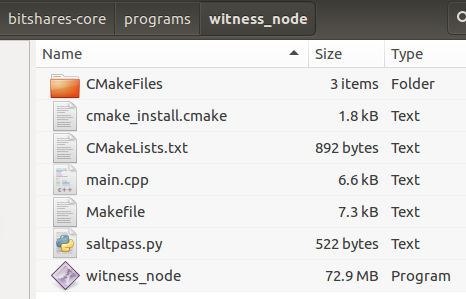 bitshares-core programs witness_node
Name Size Type
CMakeFiles 3 items Folder
cmake_install.cmake 1.8 kB Text
CMakeLists.txt 892 bytes Text
c++
main.cpp 6.6 kB Text
Makefile 7.3 kB Text
saltpass.py 522 bytes Text
witness_node 72.9 MB Program